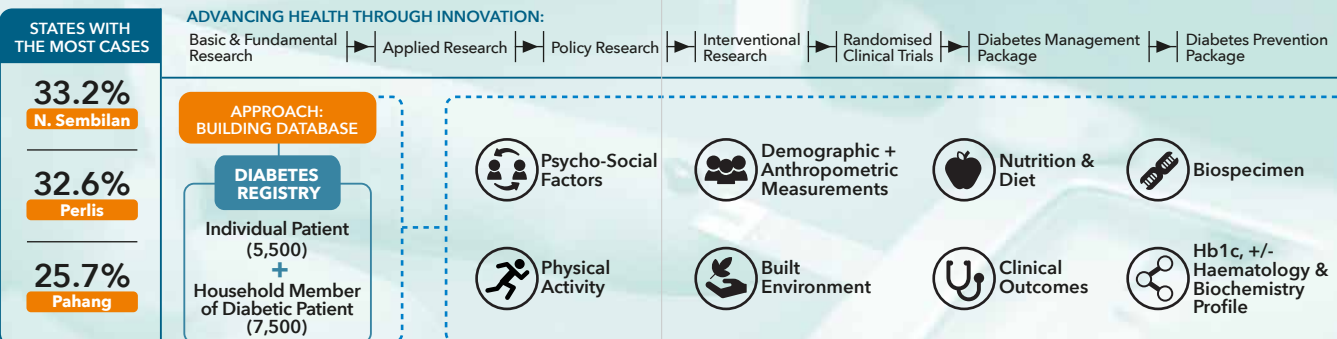 STATES WITH
THE MOST CASES
33.2%
N. Sembilan
32.6%
Perlis
25.7%
Pahang
ADVANCING HEALTH THROUGH INNOVATION:
Basic & Fundamental
Research
Applied Research
Policy Research
Interventional
Research
Randomised
Clinical Trials
Diabetes Management
Package
Diabetes Prevention
Package
APPROACH:
BUILDING DATABASE
DIABETES
REGISTRY
Individual Patient
(5,500)
+
Household Member
of Diabetic Patient
(7,500)
Psycho-Social
Factors
Demographic +
Anthropometric
Measurements
Nutrition &
Diet
Biospecimen
Physical
Activity
Built
Environment
Clinical
Outcomes
Hb1c, +/-
Haematology &
Biochemistry
Profile